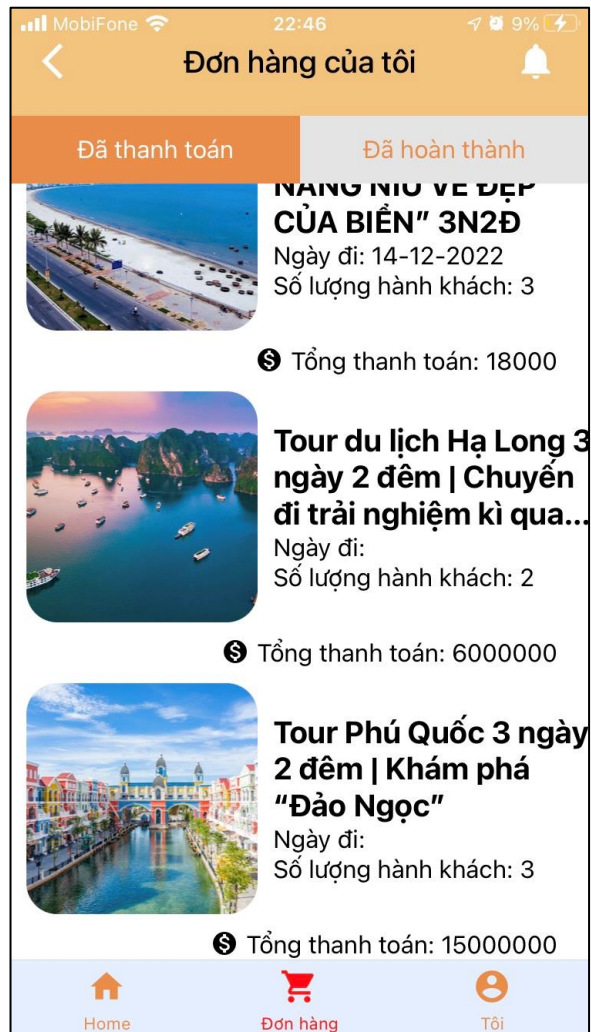 MobiFone 22:46 9%
Đơn hàng của tôi
Đã thanh toán Đã hoàn thành
NÂNG NIU VẺ ĐẸP
CỦA BIỂN” 3N2Đ
Ngày đi: 14-12-2022
Số lượng hành khách: 3
Tổng thanh toán: 18000
Tour du lịch Hạ Long 3
ngày 2 đêm | Chuyến
đi trải nghiệm kì qua...
Ngày đi:
Số lượng hành khách: 2
Tổng thanh toán: 6000000
Tour Phú Quốc 3 ngày
2 đêm | Khám phá
“Đảo Ngọc”
Ngày đi:
Số lượng hành khách: 3
Tổng thanh toán: 15000000
Home Đơn hàng Tôi